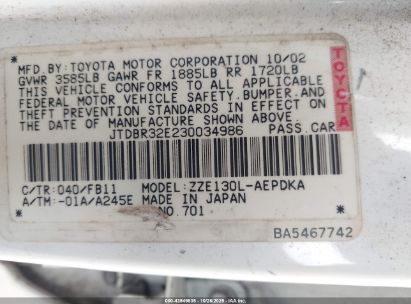 MFD.BY:TOYOTA MOTOR CORPORATION 10/02
GVWR 3585LB GAWR FR 1885LB RR 1720LB
THIS VEHICLE CONFORMS TO ALL APPLICABLE
FEDERAL MOTOR VEHICLE SAFETY,BUMPER,AND
THEFT PREVENTION STANDARDS IN EFFECT ON
THE DATE OF MANUFACTURE SHOWN ABOVE.
JTDBR32E230034986 PASS.CAR
TOYOTA
C/TR:040/FB11 MODEL:ZZE130L-AEPDKA
A/TM:-01A/A245E MADE IN JAPAN
NO.701
BA5467742